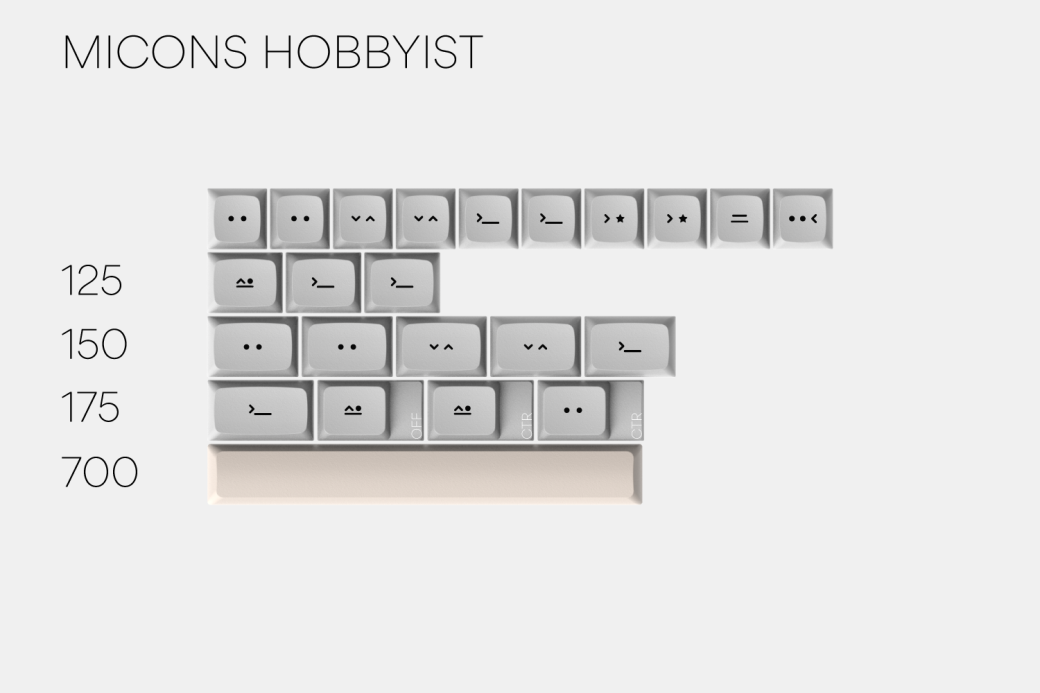 MICONS HOBBYIST
•• •• ⌄^ ⌄^ >_ >_ >★ >★ = ••<
125 ^• >_ >_
150 •• •• ⌄^ ⌄^ >_
175 >_ ^• OFF ^• CTR •• CTR
700